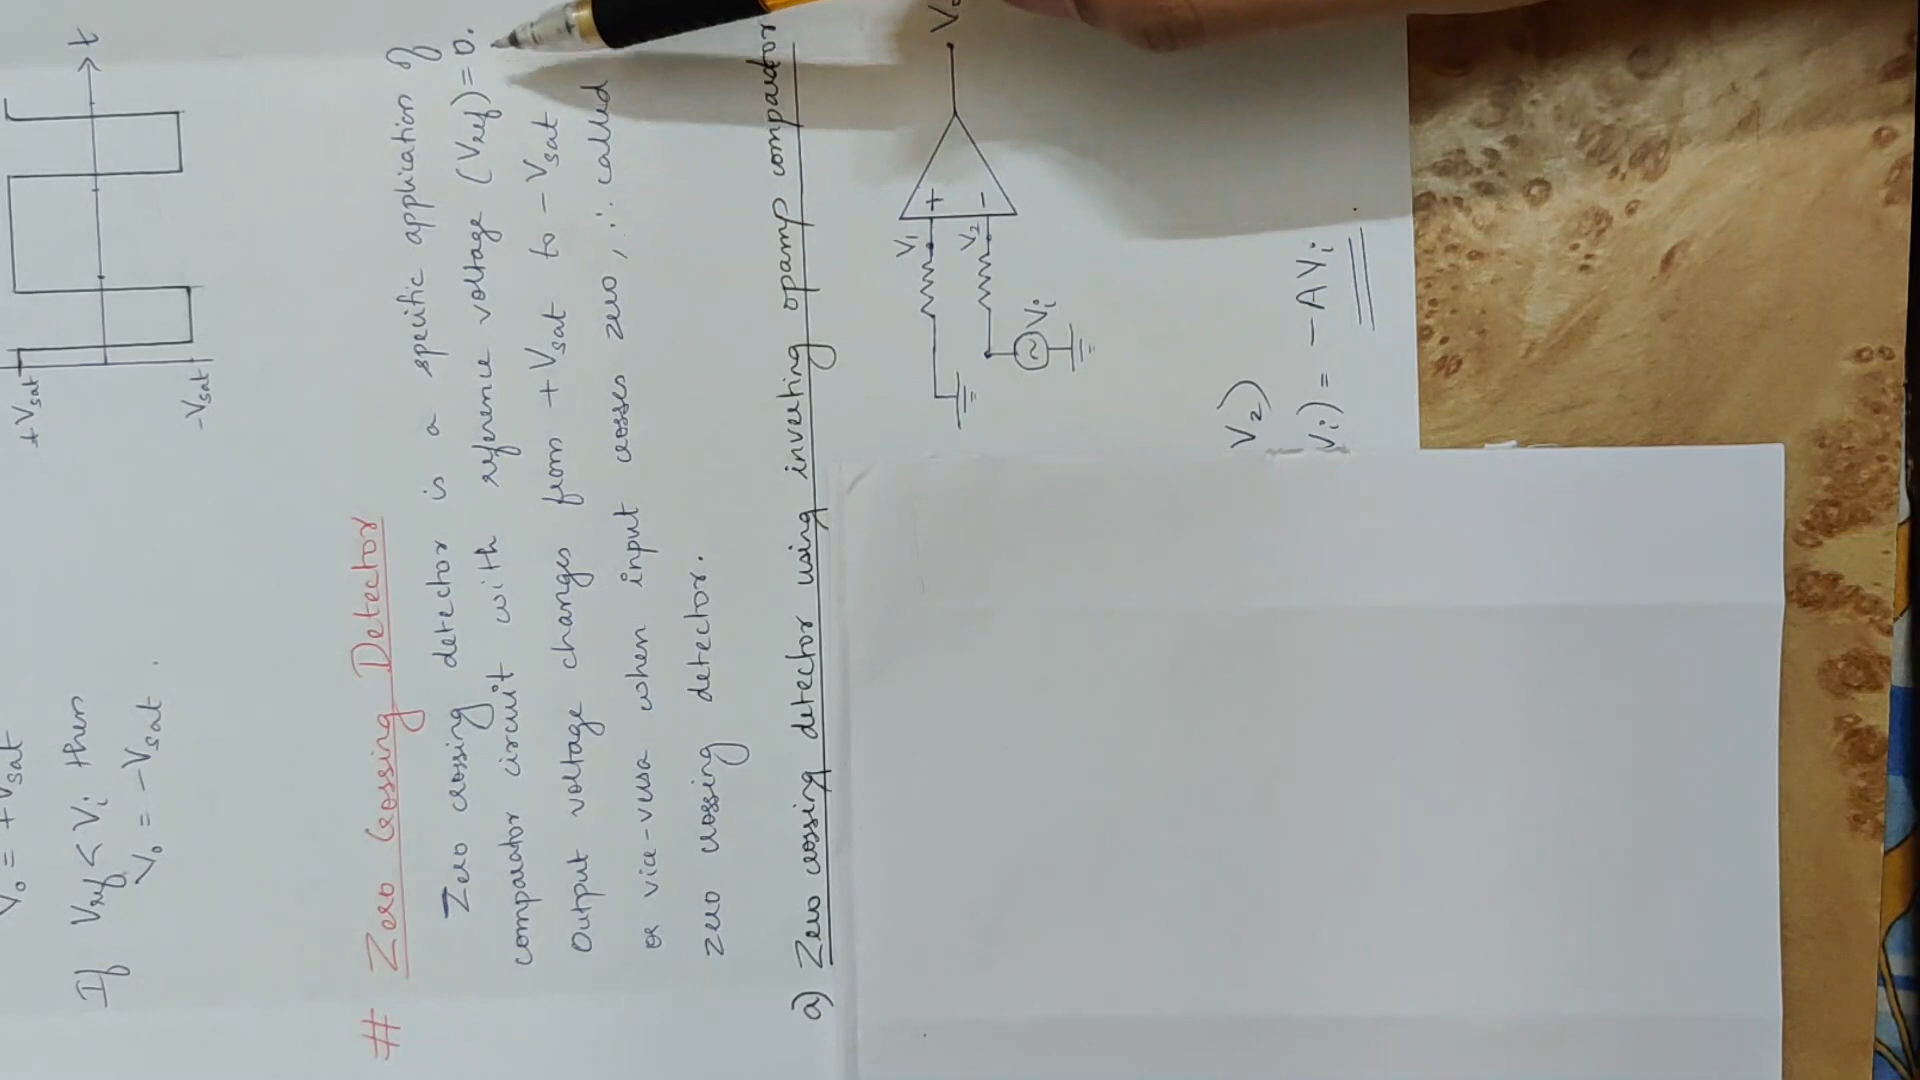 +Vsat
t
-Vsat
V₀ = +Vsat
If Vref < Vi then
V₀ = -Vsat.
# Zero Crossing Detector
Zero crossing detector is a specific application of
comparator circuit with reference voltage (Vref) = 0.
Output voltage changes from +Vsat to -Vsat
or vice-versa when input crosses zero, ∴ called
zero crossing detector.
a) Zero crossing detector using inverting opamp comparator
V₁
+
V₂
-
Vi
V₂)
Vi) = -AVi